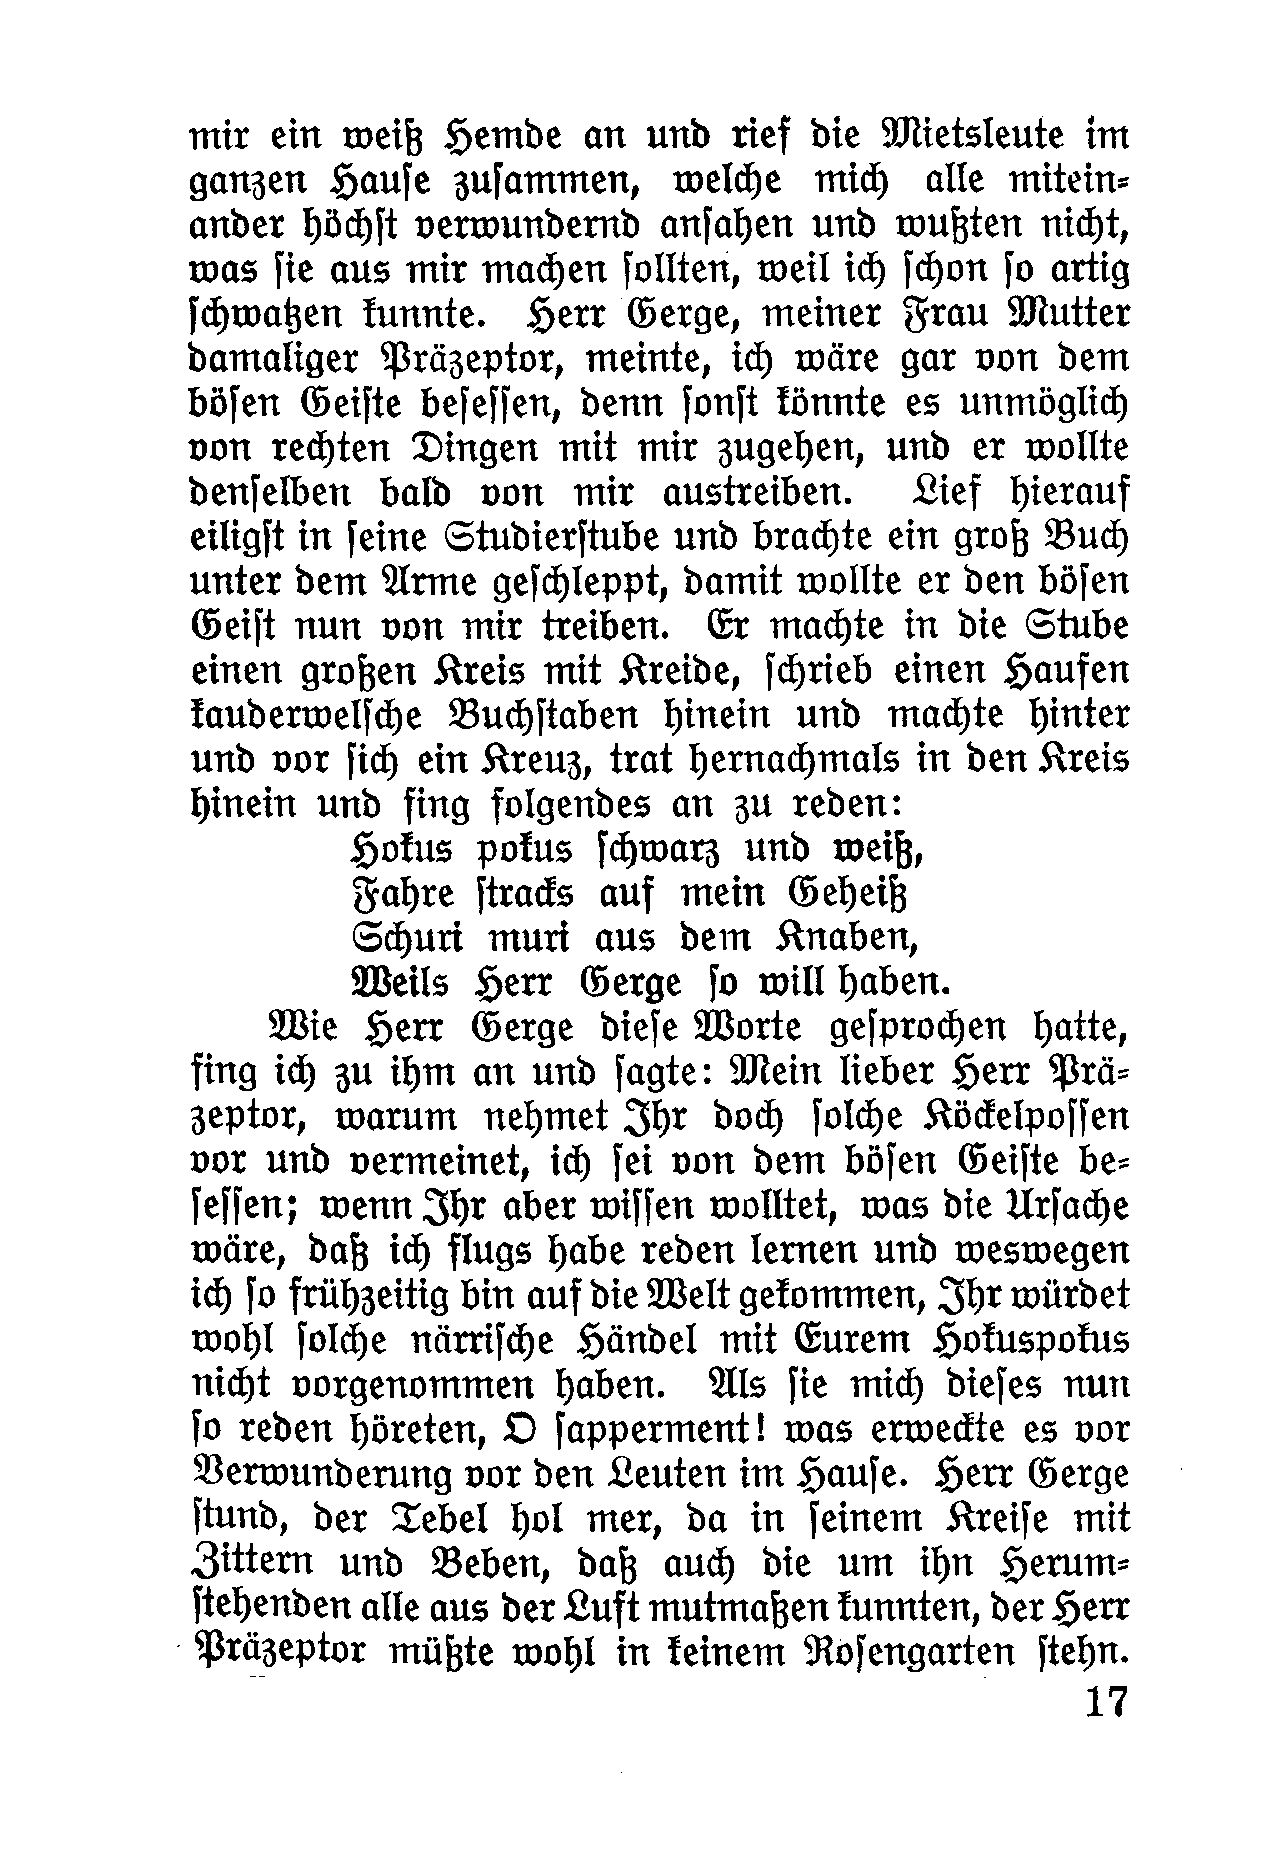 mir ein weiß Hemde an und rief die Mietsleute im
ganzen Hause zusammen, welche mich alle mitein=
ander höchst verwundernd ansahen und wußten nicht,
was sie aus mir machen sollten, weil ich schon so artig
schwatzen kunnte. Herr Gerge, meiner Frau Mutter
damaliger Präzeptor, meinte, ich wäre gar von dem
bösen Geiste besessen, denn sonst könnte es unmöglich
von rechten Dingen mit mir zugehen, und er wollte
denselben bald von mir austreiben. Lief hierauf
eiligst in seine Studierstube und brachte ein groß Buch
unter dem Arme geschleppt, damit wollte er den bösen
Geist nun von mir treiben. Er machte in die Stube
einen großen Kreis mit Kreide, schrieb einen Haufen
kauderwelsche Buchstaben hinein und machte hinter
und vor sich ein Kreuz, trat hernachmals in den Kreis
hinein und fing folgendes an zu reden:
Hokus pokus schwarz und weiß,
Fahre stracks auf mein Geheiß
Schuri muri aus dem Knaben,
Weils Herr Gerge so will haben.
Wie Herr Gerge diese Worte gesprochen hatte,
fing ich zu ihm an und sagte: Mein lieber Herr Prä=
zeptor, warum nehmet Ihr doch solche Köckelpossen
vor und vermeinet, ich sei von dem bösen Geiste be=
sessen; wenn Ihr aber wissen wolltet, was die Ursache
wäre, daß ich flugs habe reden lernen und weswegen
ich so frühzeitig bin auf die Welt gekommen, Ihr würdet
wohl solche närrische Händel mit Eurem Hokuspokus
nicht vorgenommen haben. Als sie mich dieses nun
so reden höreten, O sapperment! was erweckte es vor
Verwunderung vor den Leuten im Hause. Herr Gerge
stund, der Tebel hol mer, da in seinem Kreise mit
Zittern und Beben, daß auch die um ihn Herum=
stehenden alle aus der Luft mutmaßen kunnten, der Herr
Präzeptor müßte wohl in keinem Rosengarten stehn.
17